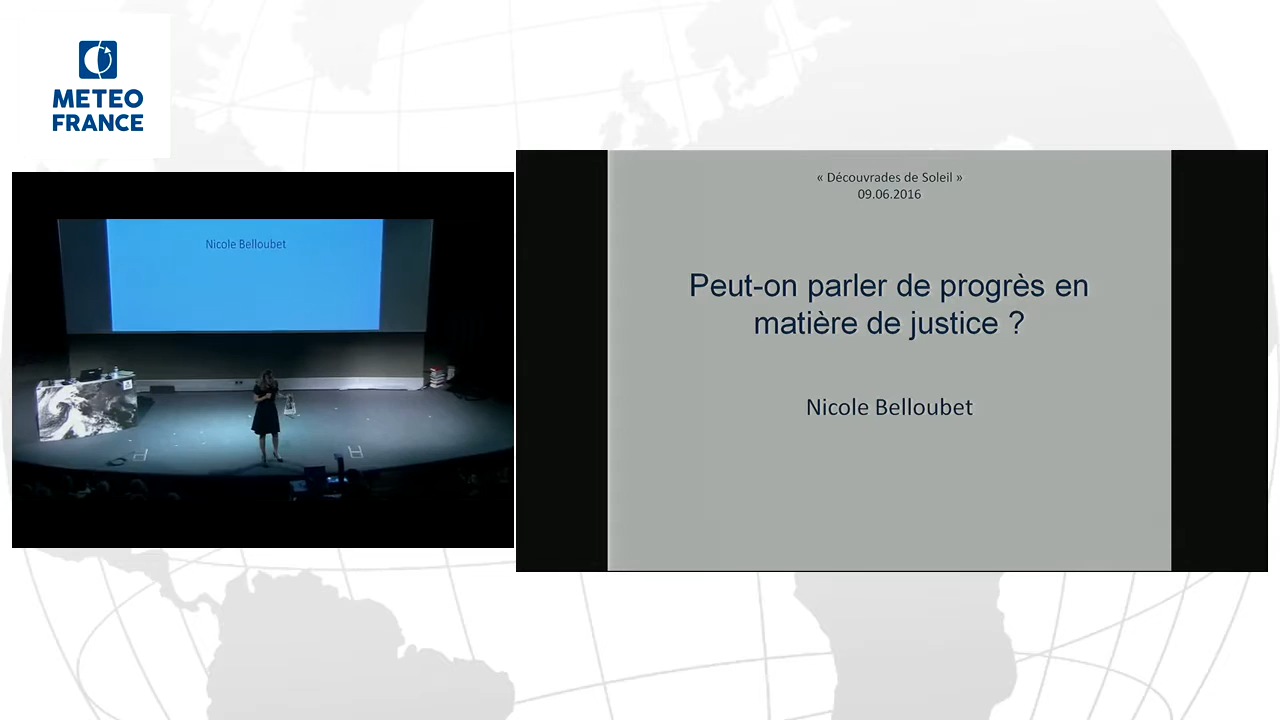 METEO
FRANCE
Nicole Belloubet
« Découvrades de Soleil »
09.06.2016
Peut-on parler de progrès en
matière de justice ?
Nicole Belloubet